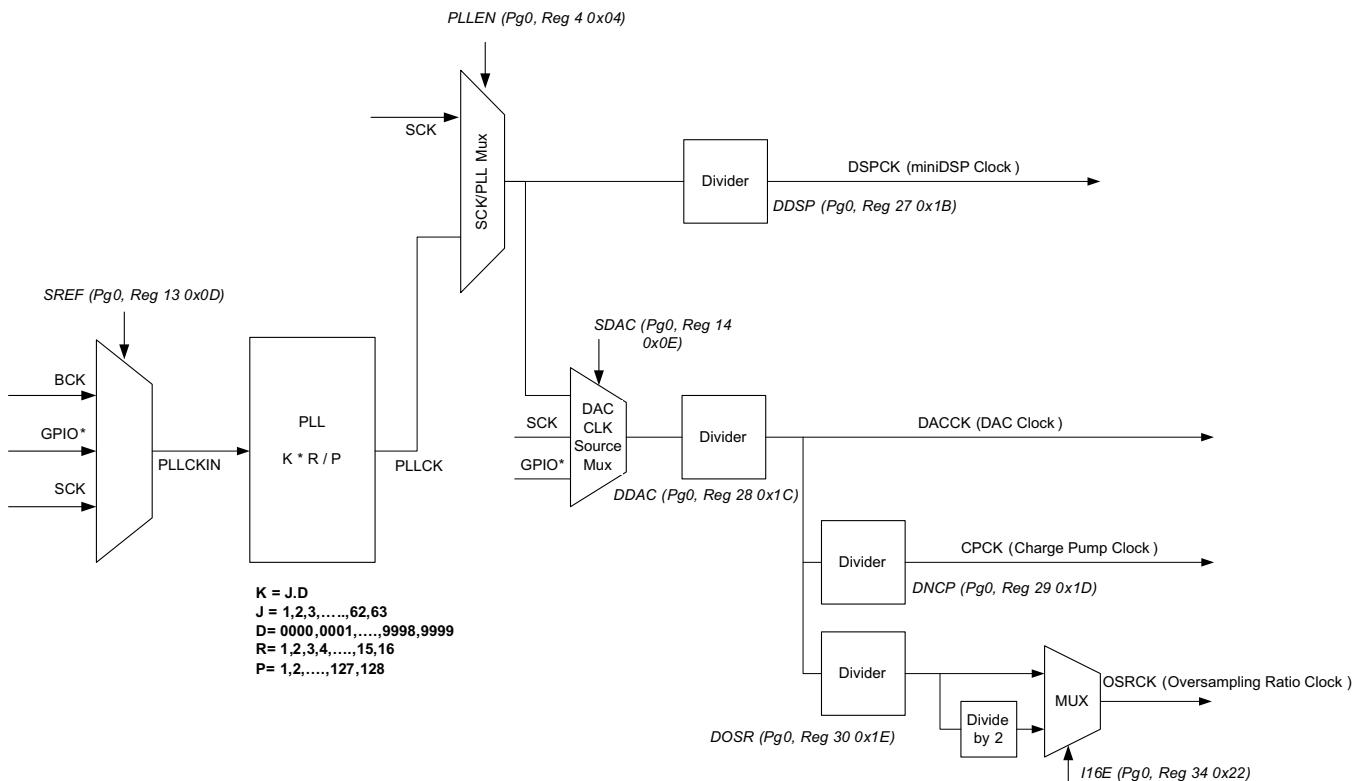 PLLEN (Pg0, Reg 4 0x04)
SCK
SCK/PLL Mux
Divider
DSPCK (miniDSP Clock )
DDSP (Pg0, Reg 27 0x1B)
SREF (Pg0, Reg 13 0x0D)
BCK
GPIO*
SCK
PLLCKIN
PLL
K * R / P
PLLCK
SDAC (Pg0, Reg 14
0x0E)
SCK
GPIO*
DAC
CLK
Source
Mux
Divider
DACCK (DAC Clock )
DDAC (Pg0, Reg 28 0x1C)
Divider
CPCK (Charge Pump Clock )
DNCP (Pg0, Reg 29 0x1D)
K = J.D
J = 1,2,3,…..,62,63
D= 0000,0001,….,9998,9999
R= 1,2,3,4,….,15,16
P= 1,2,….,127,128
Divider
DOSR (Pg0, Reg 30 0x1E)
Divide
by 2
MUX
OSRCK (Oversampling Ratio Clock )
I16E (Pg0, Reg 34 0x22)